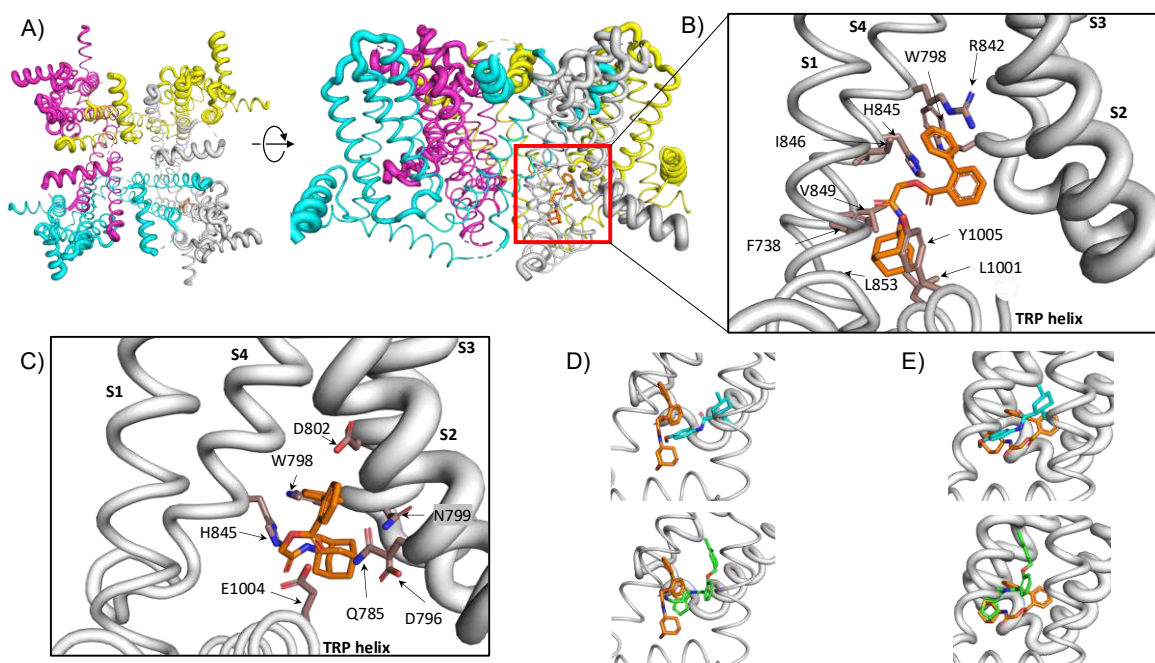 A)
B)
S1
S4
W798
R842
S3
S2
H845
I846
V849
F738
L853
Y1005
L1001
TRP helix
C)
S1
S4
S3
D802
S2
W798
N799
H845
E1004
Q785
D796
TRP helix
D)
E)